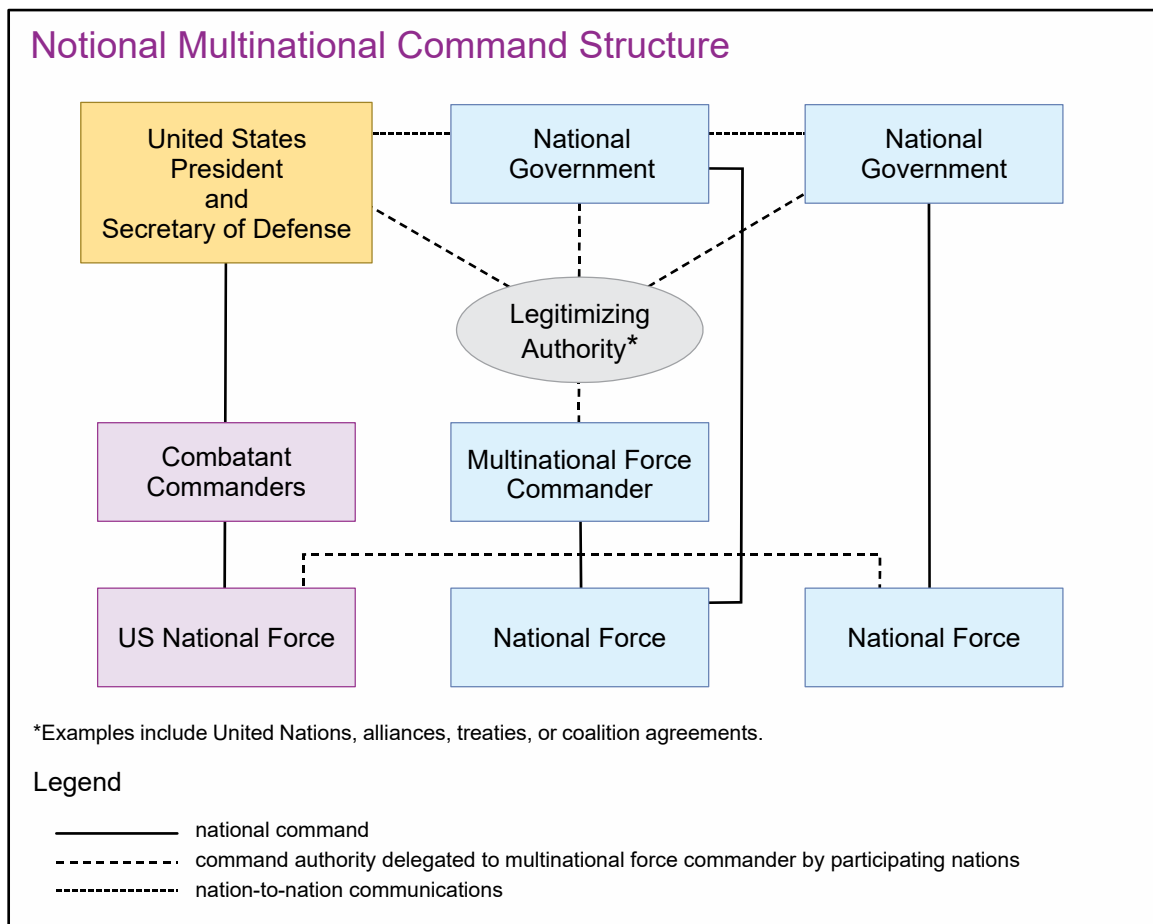 Notional Multinational Command Structure
United States
President
and
Secretary of Defense
National
Government
National
Government
Legitimizing
Authority*
Combatant
Commanders
Multinational Force
Commander
US National Force
National Force
National Force
*Examples include United Nations, alliances, treaties, or coalition agreements.
Legend
national command
command authority delegated to multinational force commander by participating nations
nation-to-nation communications